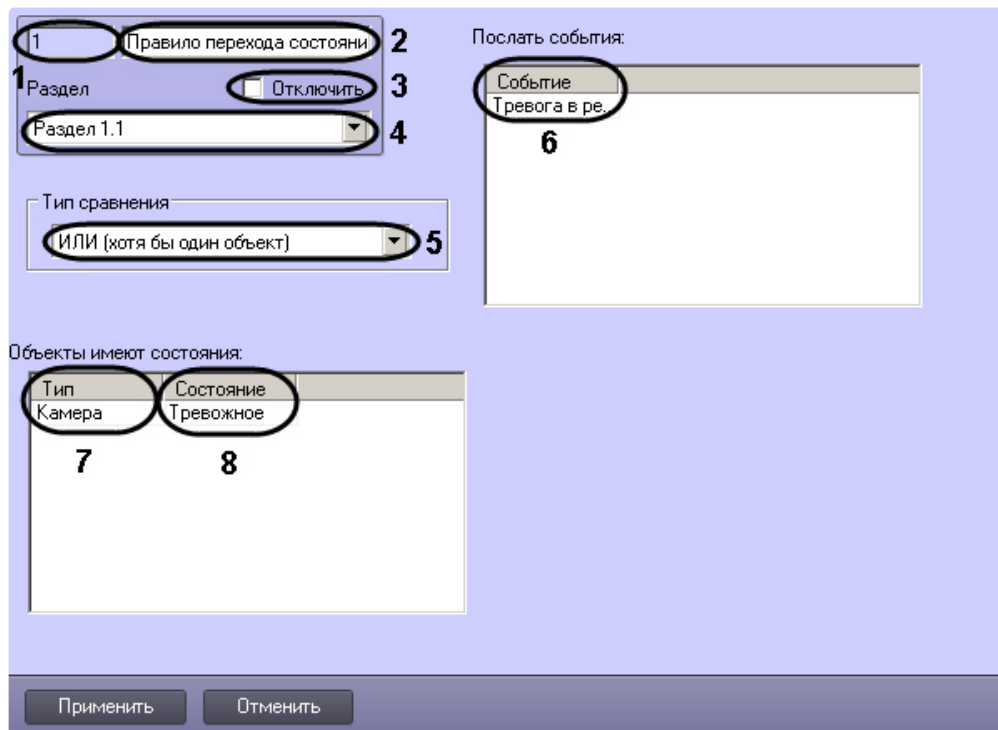 1 Правило перехода состояни 2
1 Раздел Отключить 3
Раздел 1.1 4
Тип сравнения
ИЛИ (хотя бы один объект) 5
Послать события:
Событие
Тревога в ре...
6
Объекты имеют состояния:
Тип Состояние
Камера Тревожное
7 8
Применить Отменить